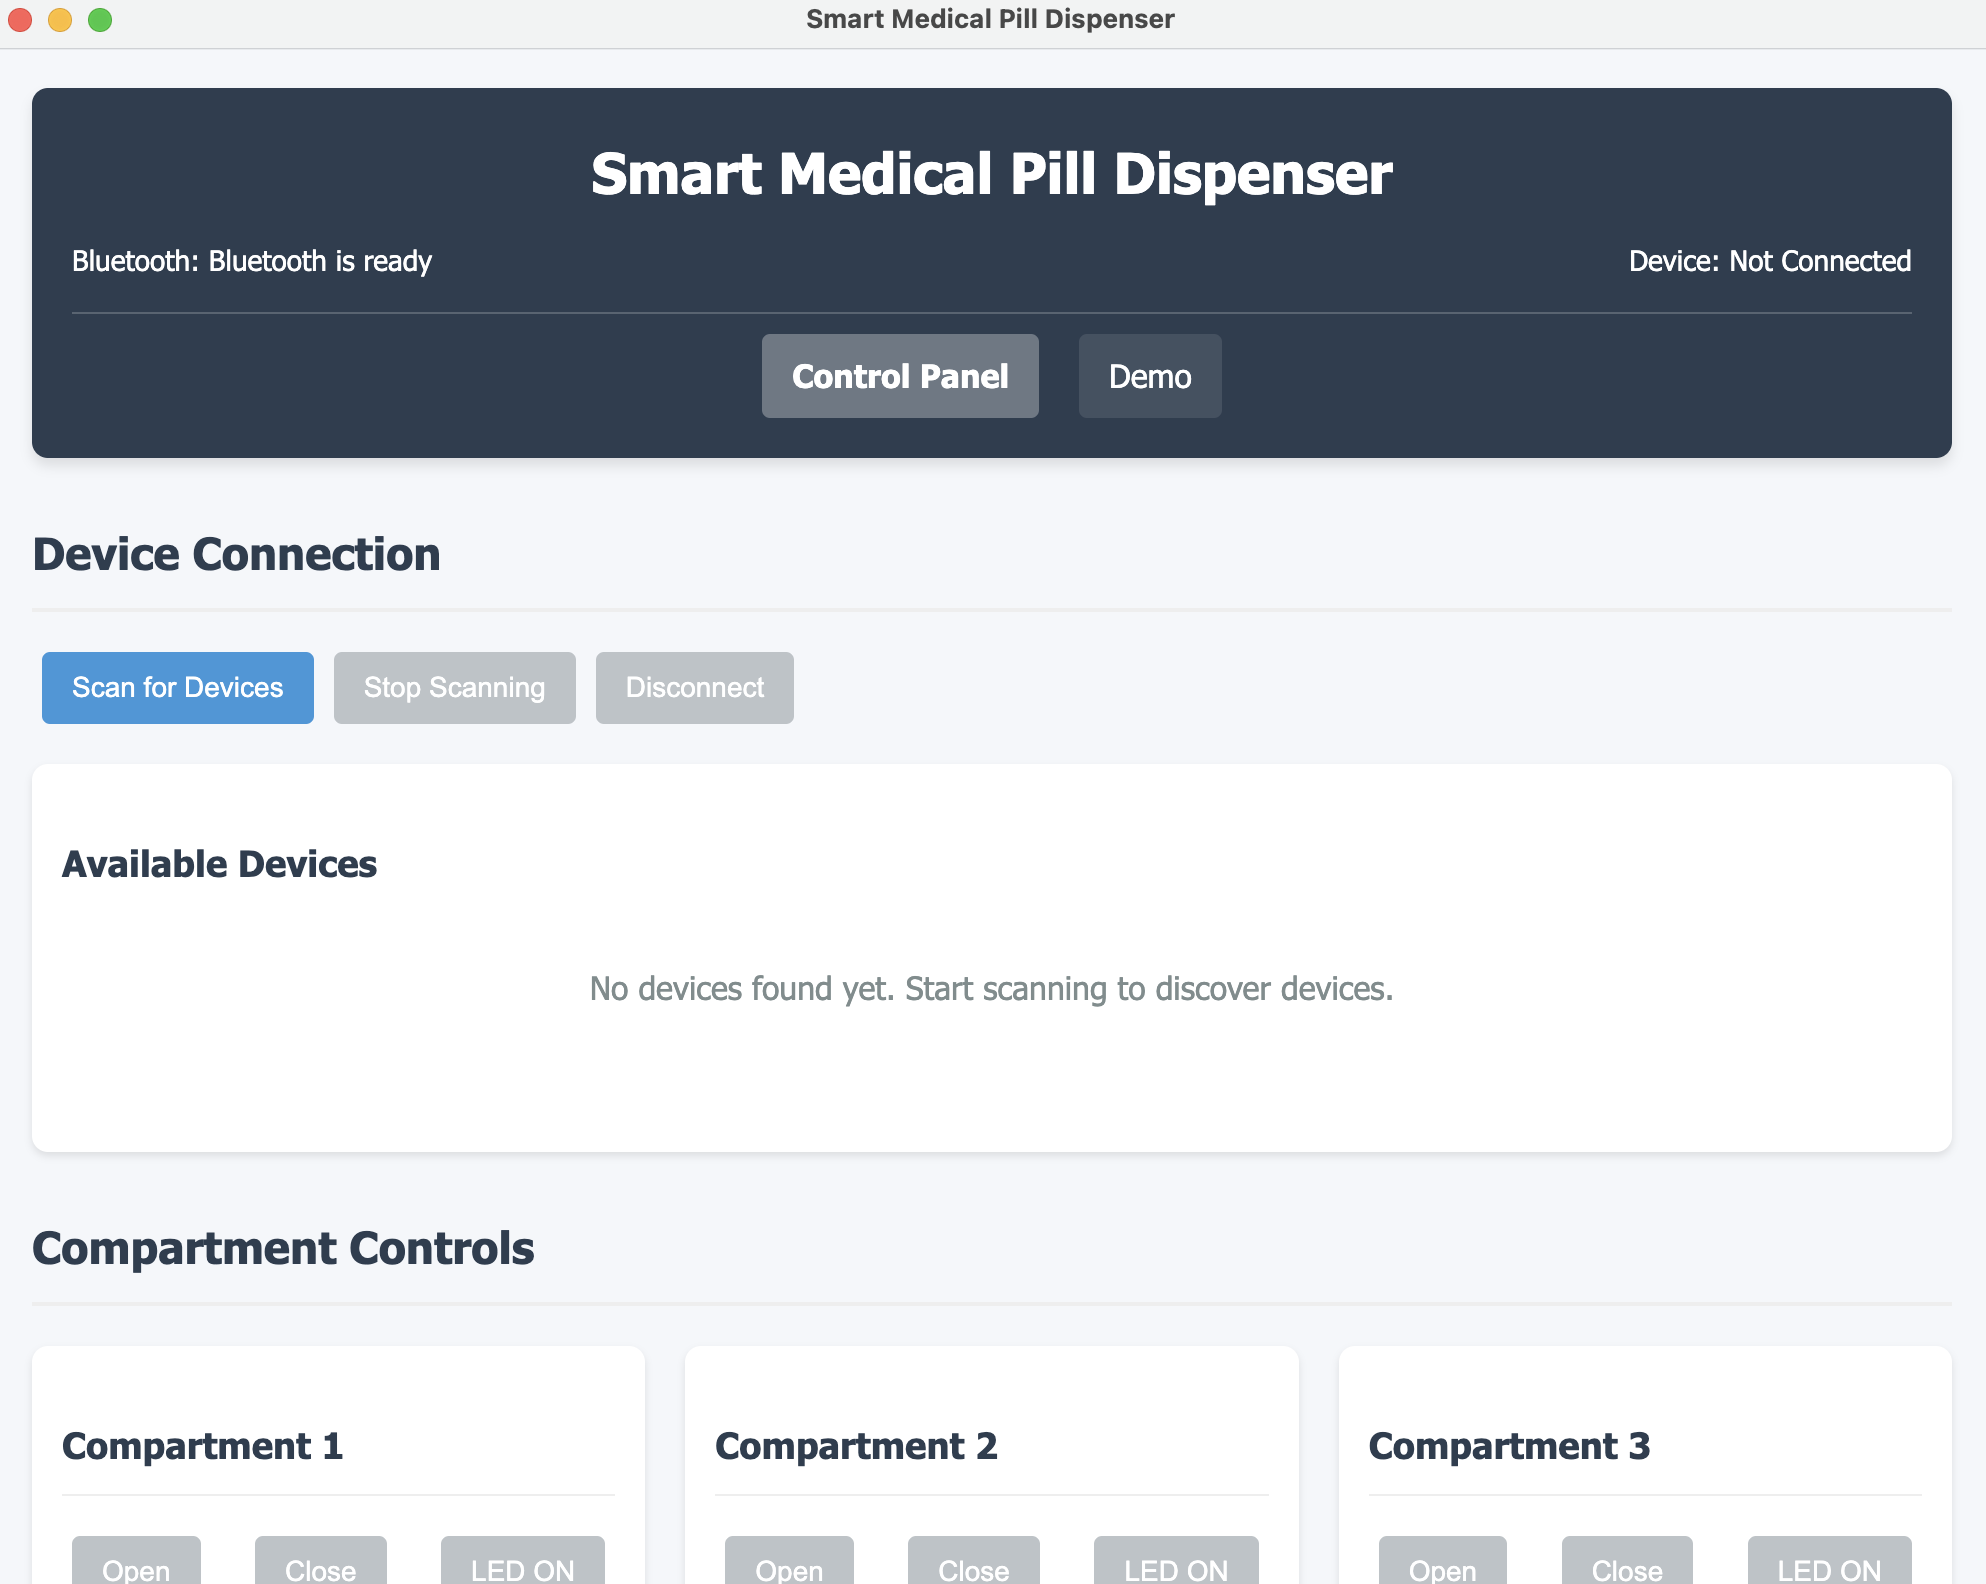 Smart Medical Pill Dispenser
Smart Medical Pill Dispenser
Bluetooth: Bluetooth is ready
Device: Not Connected
Control Panel
Demo
Device Connection
Scan for Devices
Stop Scanning
Disconnect
Available Devices
No devices found yet. Start scanning to discover devices.
Compartment Controls
Compartment 1
Compartment 2
Compartment 3
Open
Close
LED ON
Open
Close
LED ON
Open
Close
LED ON